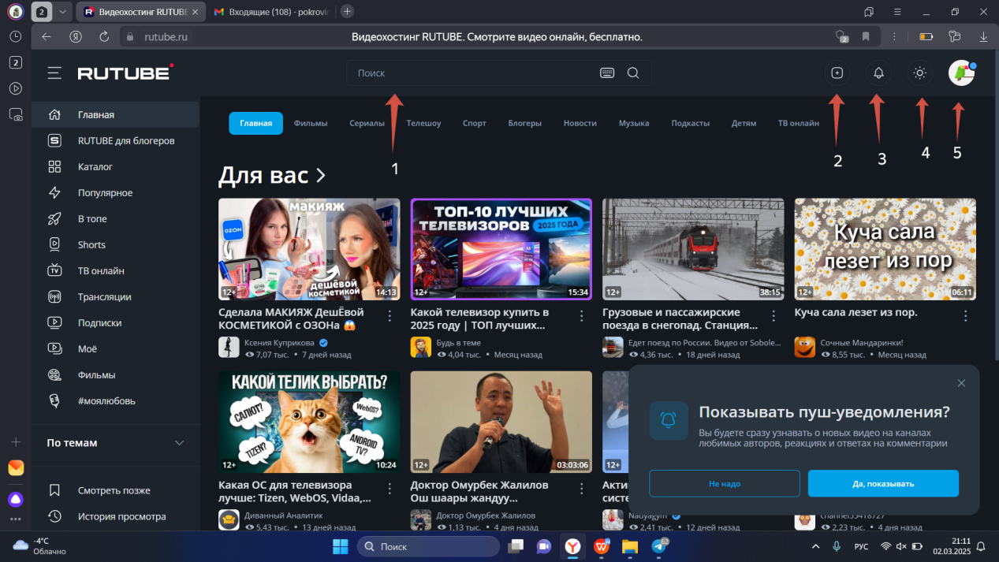 2
Видеохостинг RUTUBE
Входящие (108) - pokrovi
rutube.ru
Видеохостинг RUTUBE. Смотрите видео онлайн, бесплатно.
2
2
RUTUBE
Поиск
Главная
RUTUBE для блогеров
Каталог
Популярное
В топе
Shorts
ТВ онлайн
Трансляции
Подписки
Моё
Фильмы
#моялюбовь
По темам
Смотреть позже
История просмотра
Главная Фильмы Сериалы Телешоу Спорт Блогеры Новости Музыка Подкасты Детям ТВ онлайн
1
2
3
4
5
Для вас
макияж
OZON
дешёвой
косметикой
12+
14:13
ТОП-10 ЛУЧШИХ
ТЕЛЕВИЗОРОВ 2025 ГОДА
12+
15:34
12+
38:15
Куча сала
лезет из пор
12+
06:11
Сделала МАКИЯЖ ДешЁвой
КОСМЕТИКОЙ с ОЗОНа 😱
Ксения Куприкова
7,07 тыс. • 7 дней назад
Какой телевизор купить в
2025 году | ТОП лучших...
Будь в теме
4,04 тыс. • Месяц назад
Грузовые и пассажирские
поезда в снегопад. Станция...
Едет поезд по России. Видео от Sobole...
4,36 тыс. • 18 дней назад
Куча сала лезет из пор.
Сочные Мандаринки!
8,55 тыс. • Месяц назад
КАКОЙ ТЕЛИК ВЫБРАТЬ?
САЛЮТ?
WebOS?
TIZEN?
ANDROID
TV?
12+
10:24
12+
03:03:06
12+
Какая ОС для телевизора
лучше: Tizen, WebOS, Vidaa,...
Диванный Аналитик
5,43 тыс. • 13 дней назад
Доктор Омурбек Жалилов
Ош шаары жандуу...
Доктор Омурбек Жалилов
1,13 тыс. • 4 дня назад
Акти
сист
Nadyagym
2,41 тыс. • 12 дней назад
channel55418727
2,23 тыс. • 4 дня назад
Показывать пуш-уведомления?
Вы будете сразу узнавать о новых видео на каналах
любимых авторов, реакциях и ответах на комментарии
Не надо
Да, показывать
-4°C
Облачно
Поиск
62
РУС
21:11
02.03.2025